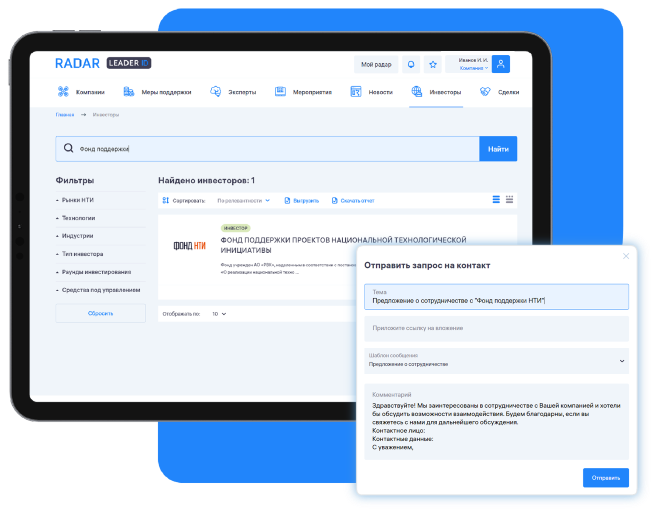 RADAR LEADER ID
Мой радар
Иванов И. И.
Компания
Компании
Меры поддержки
Эксперты
Мероприятия
Новости
Инвесторы
Сделки
Главная → Инвесторы
Фонд поддержки
Найти
Фильтры
Рынки НТИ
Технологии
Индустрии
Тип инвестора
Раунды инвестирования
Средства под управлением
Сбросить
Найдено инвесторов: 1
Сортировать: По релевантности
Выгрузить
Скачать отчет
ФОНД НТИ
ИНВЕСТОР
ФОНД ПОДДЕРЖКИ ПРОЕКТОВ НАЦИОНАЛЬНОЙ ТЕХНОЛОГИЧЕСКОЙ
ИНИЦИАТИВЫ
Фонд учрежден АО «РВК», наделенным в соответствии с
«О реализации национальной технос ...
Отображать по: 10
Отправить запрос на контакт
Тема
Предложение о сотрудничестве с "Фонд поддержки НТИ"
Приложите ссылку на вложение
Шаблон сообщения
Предложение о сотрудничестве
Комментарий
Здравствуйте! Мы заинтересованы в сотрудничестве с Вашей компанией и хотели
бы обсудить возможности взаимодействия. Будем благодарны, если вы
свяжетесь с нами для дальнейшего обсуждения.
Контактное лицо:
Контактные данные:
С уважением,
Отправить